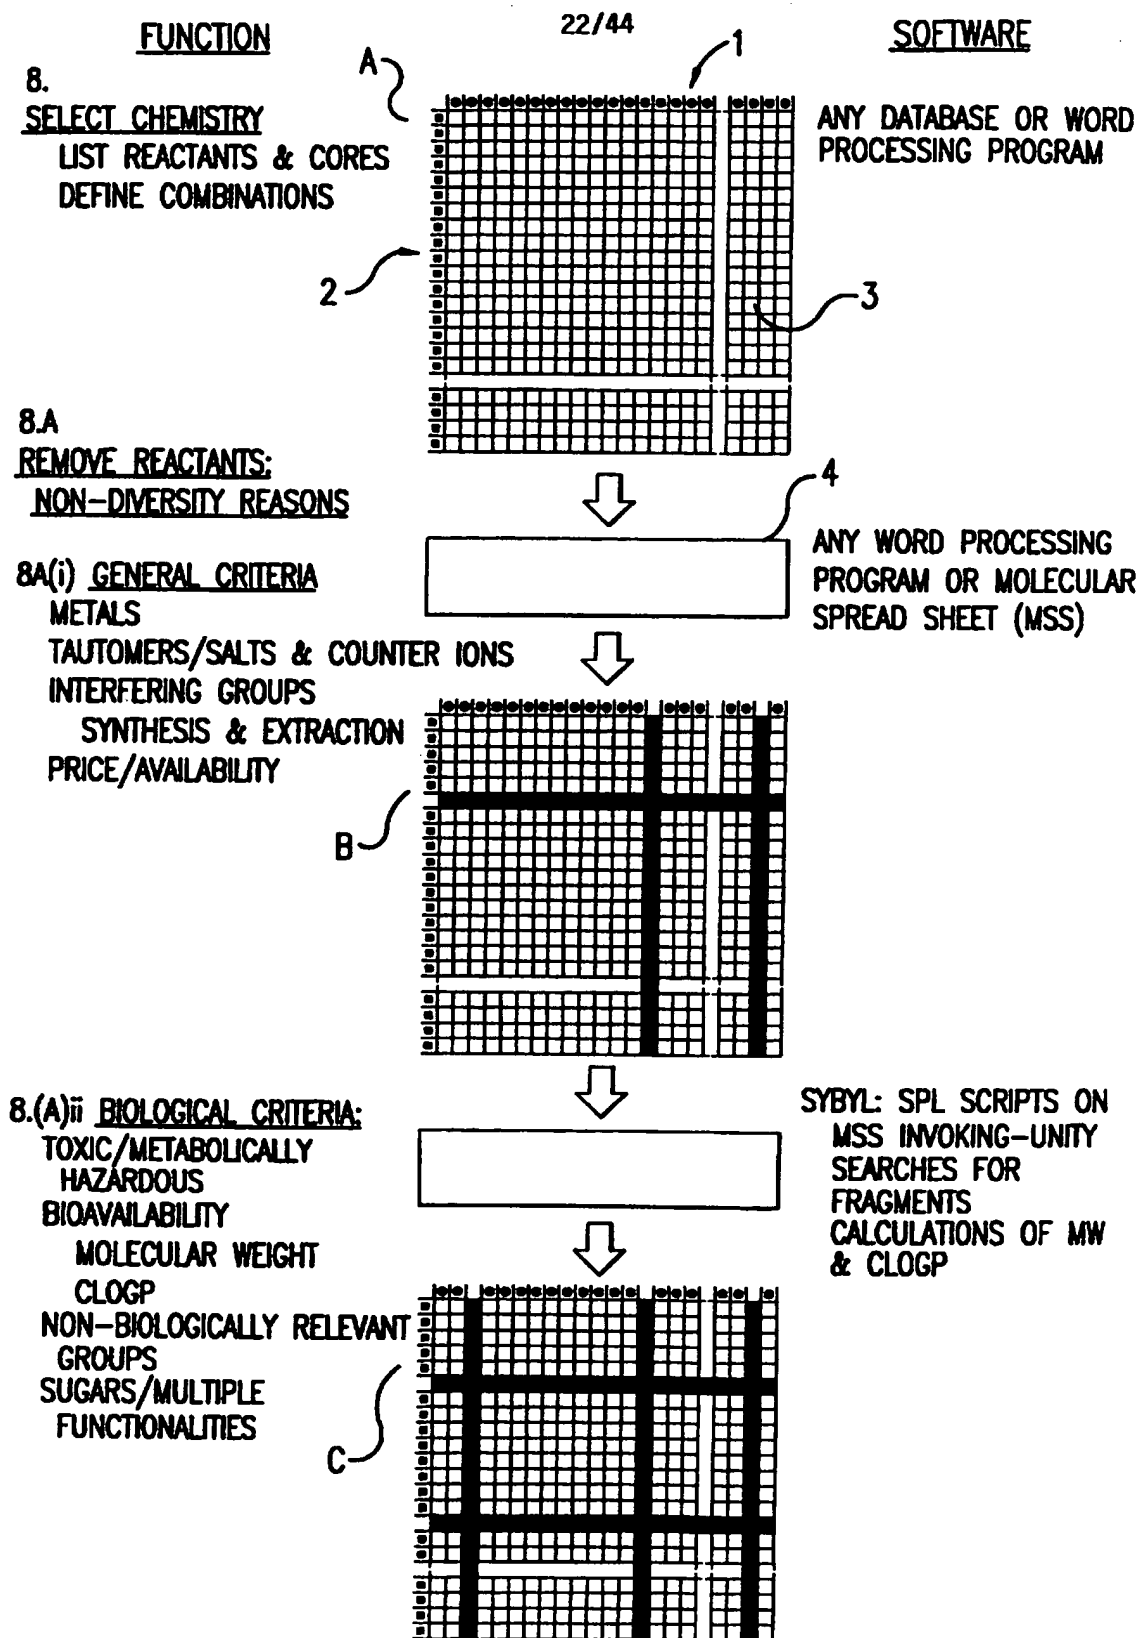 22/44
FUNCTION
SOFTWARE
1
A
8.
SELECT CHEMISTRY
LIST REACTANTS & CORES
DEFINE COMBINATIONS
ANY DATABASE OR WORD
PROCESSING PROGRAM
2
3
8.A
REMOVE REACTANTS:
NON-DIVERSITY REASONS
4
ANY WORD PROCESSING
PROGRAM OR MOLECULAR
SPREAD SHEET (MSS)
8A(i) GENERAL CRITERIA
METALS
TAUTOMERS/SALTS & COUNTER IONS
INTERFERING GROUPS
SYNTHESIS & EXTRACTION
PRICE/AVAILABILITY
B
8.(A)ii BIOLOGICAL CRITERIA:
TOXIC/METABOLICALLY
HAZARDOUS
BIOAVAILABILITY
MOLECULAR WEIGHT
CLOGP
NON-BIOLOGICALLY RELEVANT
GROUPS
SUGARS/MULTIPLE
FUNCTIONALITIES
SYBYL: SPL SCRIPTS ON
MSS INVOKING-UNITY
SEARCHES FOR
FRAGMENTS
CALCULATIONS OF MW
& CLOGP
C